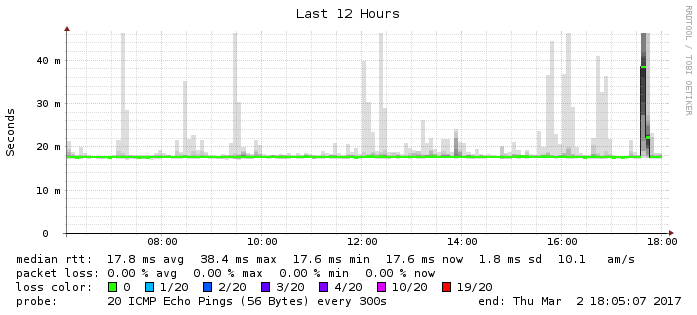 Last 12 Hours
RRDTOOL / TOBI OETIKER
Seconds
40 m
30 m
20 m
10 m
0
08:00 10:00 12:00 14:00 16:00 18:00
median rtt: 17.8 ms avg 38.4 ms max 17.6 ms min 17.6 ms now 1.8 ms sd 10.1 am/s
packet loss: 0.00 % avg 0.00 % max 0.00 % min 0.00 % now
loss color: 0 1/20 2/20 3/20 4/20 10/20 19/20
probe: 20 ICMP Echo Pings (56 Bytes) every 300s end: Thu Mar 2 18:05:07 2017